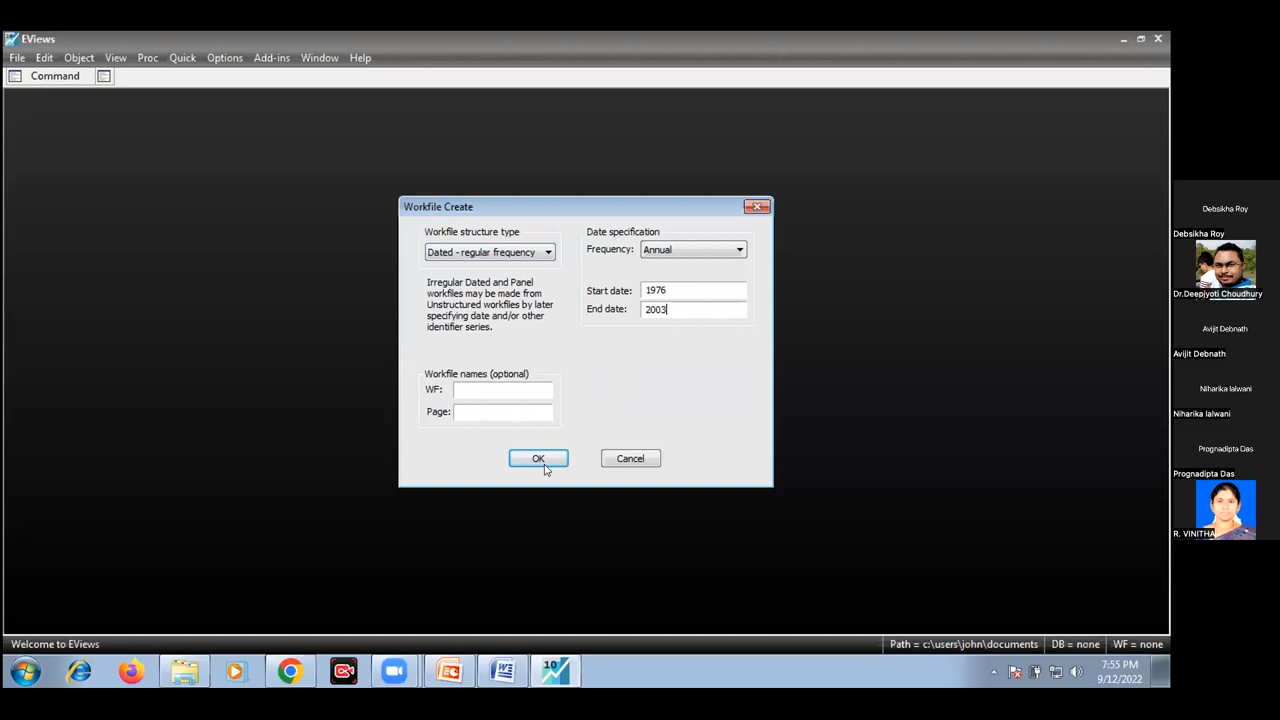 EViews
File Edit Object View Proc Quick Options Add-ins Window Help
Command
Workfile Create
Workfile structure type
Dated - regular frequency
Irregular Dated and Panel
workfiles may be made from
Unstructured workfiles by later
specifying date and/or other
identifier series.
Date specification
Frequency: Annual
Start date: 1976
End date: 2003
Workfile names (optional)
WF:
Page:
OK Cancel
Debsikha Roy
Debsikha Roy
Dr.Deepjyoti Choudhury
Avijit Debnath
Avijit Debnath
Niharika lalwani
Niharika lalwani
Prognadipta Das
Prognadipta Das
R. VINITHA
Welcome to EViews
Path = c:\users\john\documents DB = none WF = none
10
7:55 PM
9/12/2022